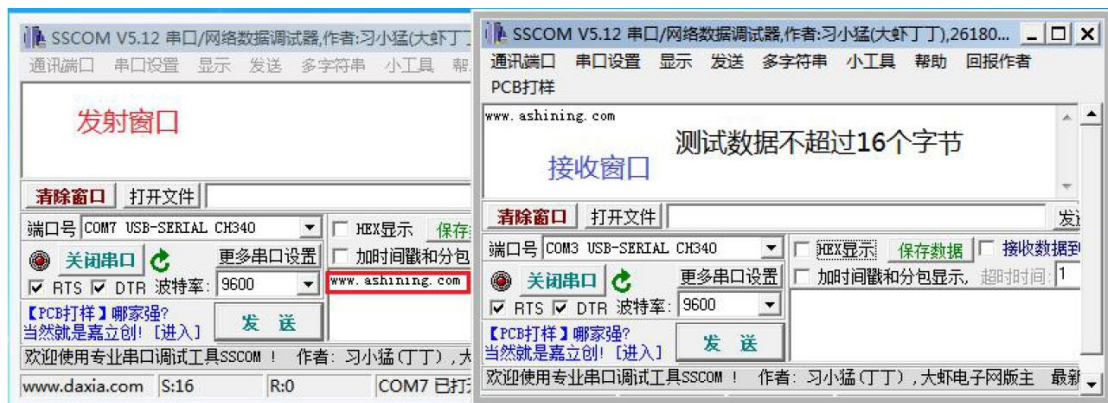 SSCOM V5.12 串口/网络数据调试器,作者:习小猛(大虾丁丁
通讯端口 串口设置 显示 发送 多字符串 小工具 帮
发射窗口
清除窗口 打开文件
端口号 COM7 USB-SERIAL CH340 HEX显示 保存
关闭串口 更多串口设置 加时间戳和分包
RTS DTR 波特率: 9600 www.ashining.com
【PCB打样】哪家强?
当然就是嘉立创! [进入] 发 送
欢迎使用专业串口调试工具SSCOM ! 作者: 习小猛(丁丁) ,大
www.daxia.com S:16 R:0 COM7 已打
SSCOM V5.12 串口/网络数据调试器,作者:习小猛(大虾丁丁),26180...
通讯端口 串口设置 显示 发送 多字符串 小工具 帮助 回报作者
PCB打样
www.ashining.com
测试数据不超过16个字节
接收窗口
清除窗口 打开文件 发
端口号 COM3 USB-SERIAL CH340 HEX显示 保存数据 接收数据到
关闭串口 更多串口设置 加时间戳和分包显示, 超时时间: 1
RTS DTR 波特率: 9600
【PCB打样】哪家强?
当然就是嘉立创! [进入] 发 送
欢迎使用专业串口调试工具SSCOM ! 作者: 习小猛(丁丁) ,大虾电子网版主 最新